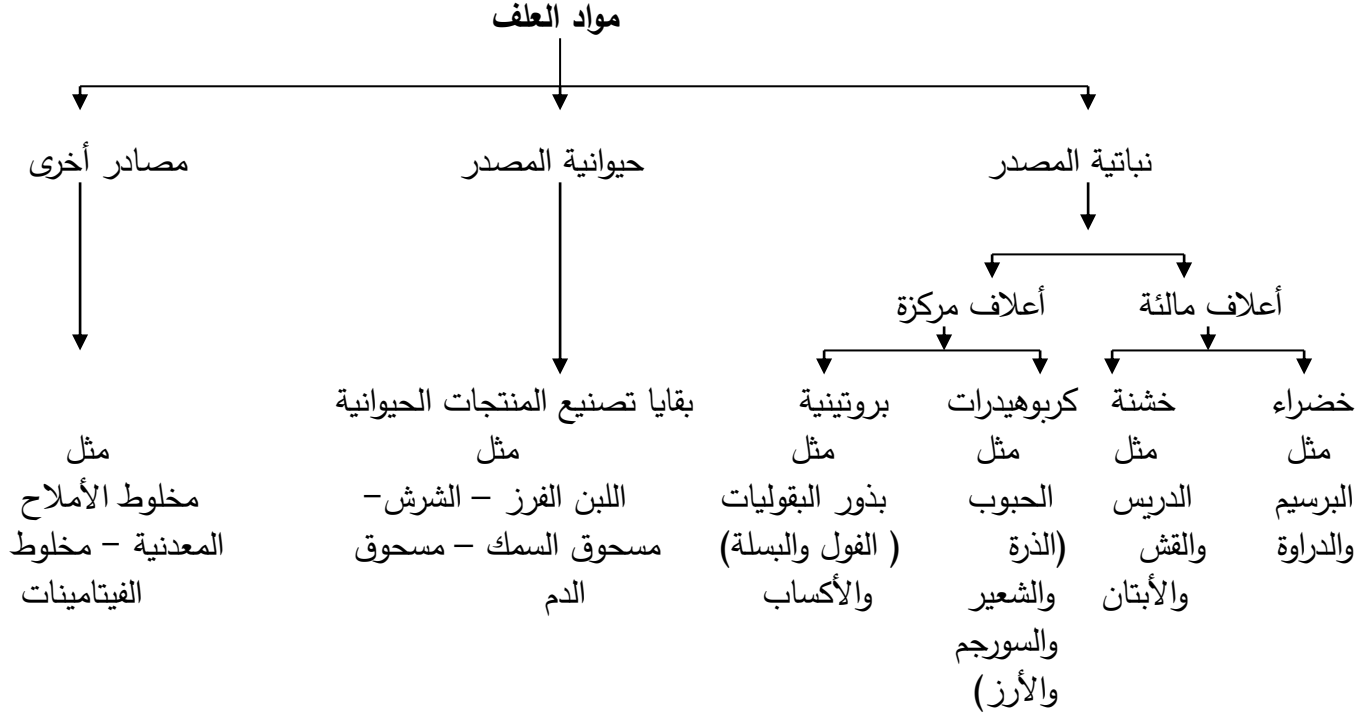 مواد العلف
نباتية المصدر
حيوانية المصدر
مصادر أخرى
أعلاف مالئة
أعلاف مركزة
خضراء
مثل
البرسيم
والدراوة
خشنة
مثل
الدريس
والقش
والأبتان
كربوهيدرات
مثل
الحبوب
(الذرة
والشعير
والسورجم
والأرز)
بروتينية
مثل
بذور البقوليات
( الفول والبسلة)
والأكساب
بقايا تصنيع المنتجات الحيوانية
مثل
اللبن الفرز – الشرش–
مسحوق السمك – مسحوق
الدم
مثل
مخلوط الأملاح
المعدنية – مخلوط
الفيتامينات